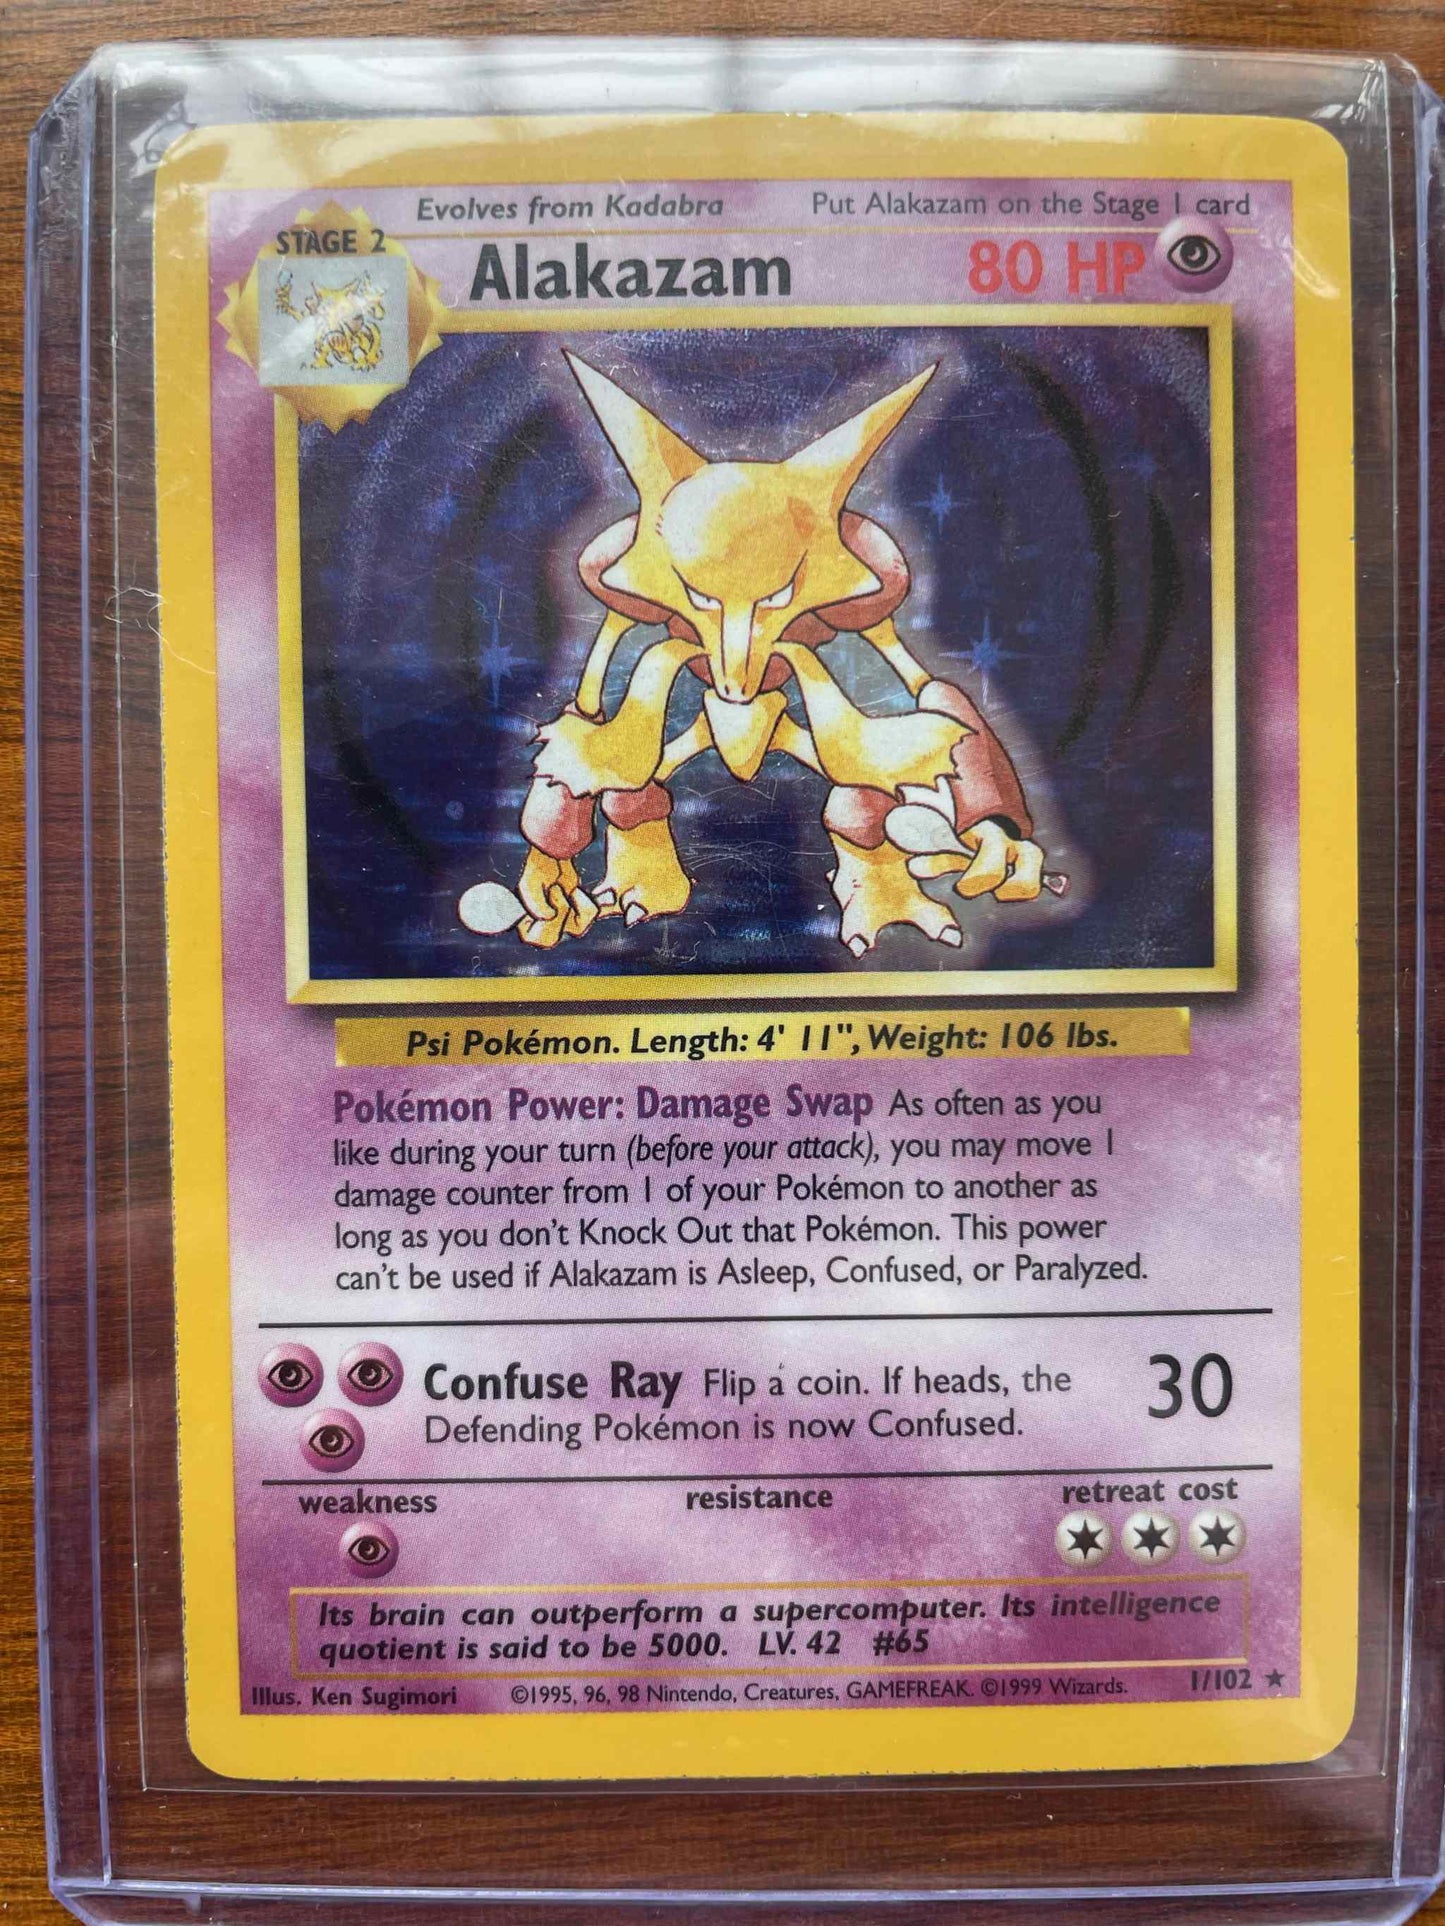 Evolves from Kadabra Put Alakazam on the Stage 1 card
STAGE 2
Alakazam 80 HP
Psi Pokémon. Length: 4' 11", Weight: 106 lbs.
Pokémon Power: Damage Swap As often as you
like during your turn (before your attack), you may move 1
damage counter from 1 of your Pokémon to another as
long as you don't Knock Out that Pokémon. This power
can't be used if Alakazam is Asleep, Confused, or Paralyzed.
Confuse Ray Flip a coin. If heads, the 30
Defending Pokémon is now Confused.
weakness resistance retreat cost
Its brain can outperform a supercomputer. Its intelligence
quotient is said to be 5000. LV. 42 #65
Illus. Ken Sugimori ©1995, 96, 98 Nintendo, Creatures, GAMEFREAK. ©1999 Wizards. 1/102 ★